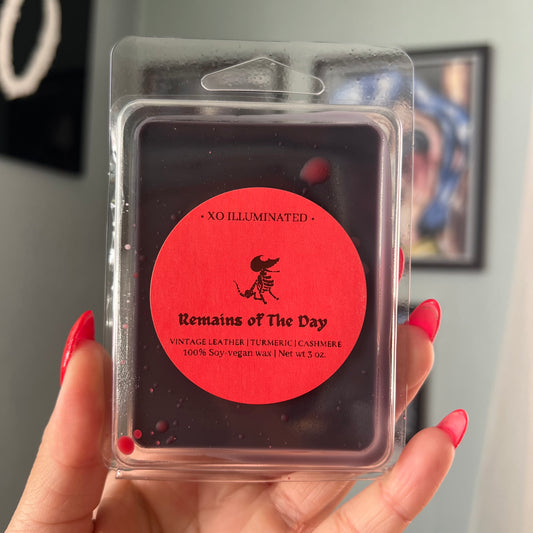 • XO ILLUMINATED •
Remains of The Day
VINTAGE LEATHER | TURMERIC | CASHMERE
100% Soy-vegan wax | Net wt 3 oz.